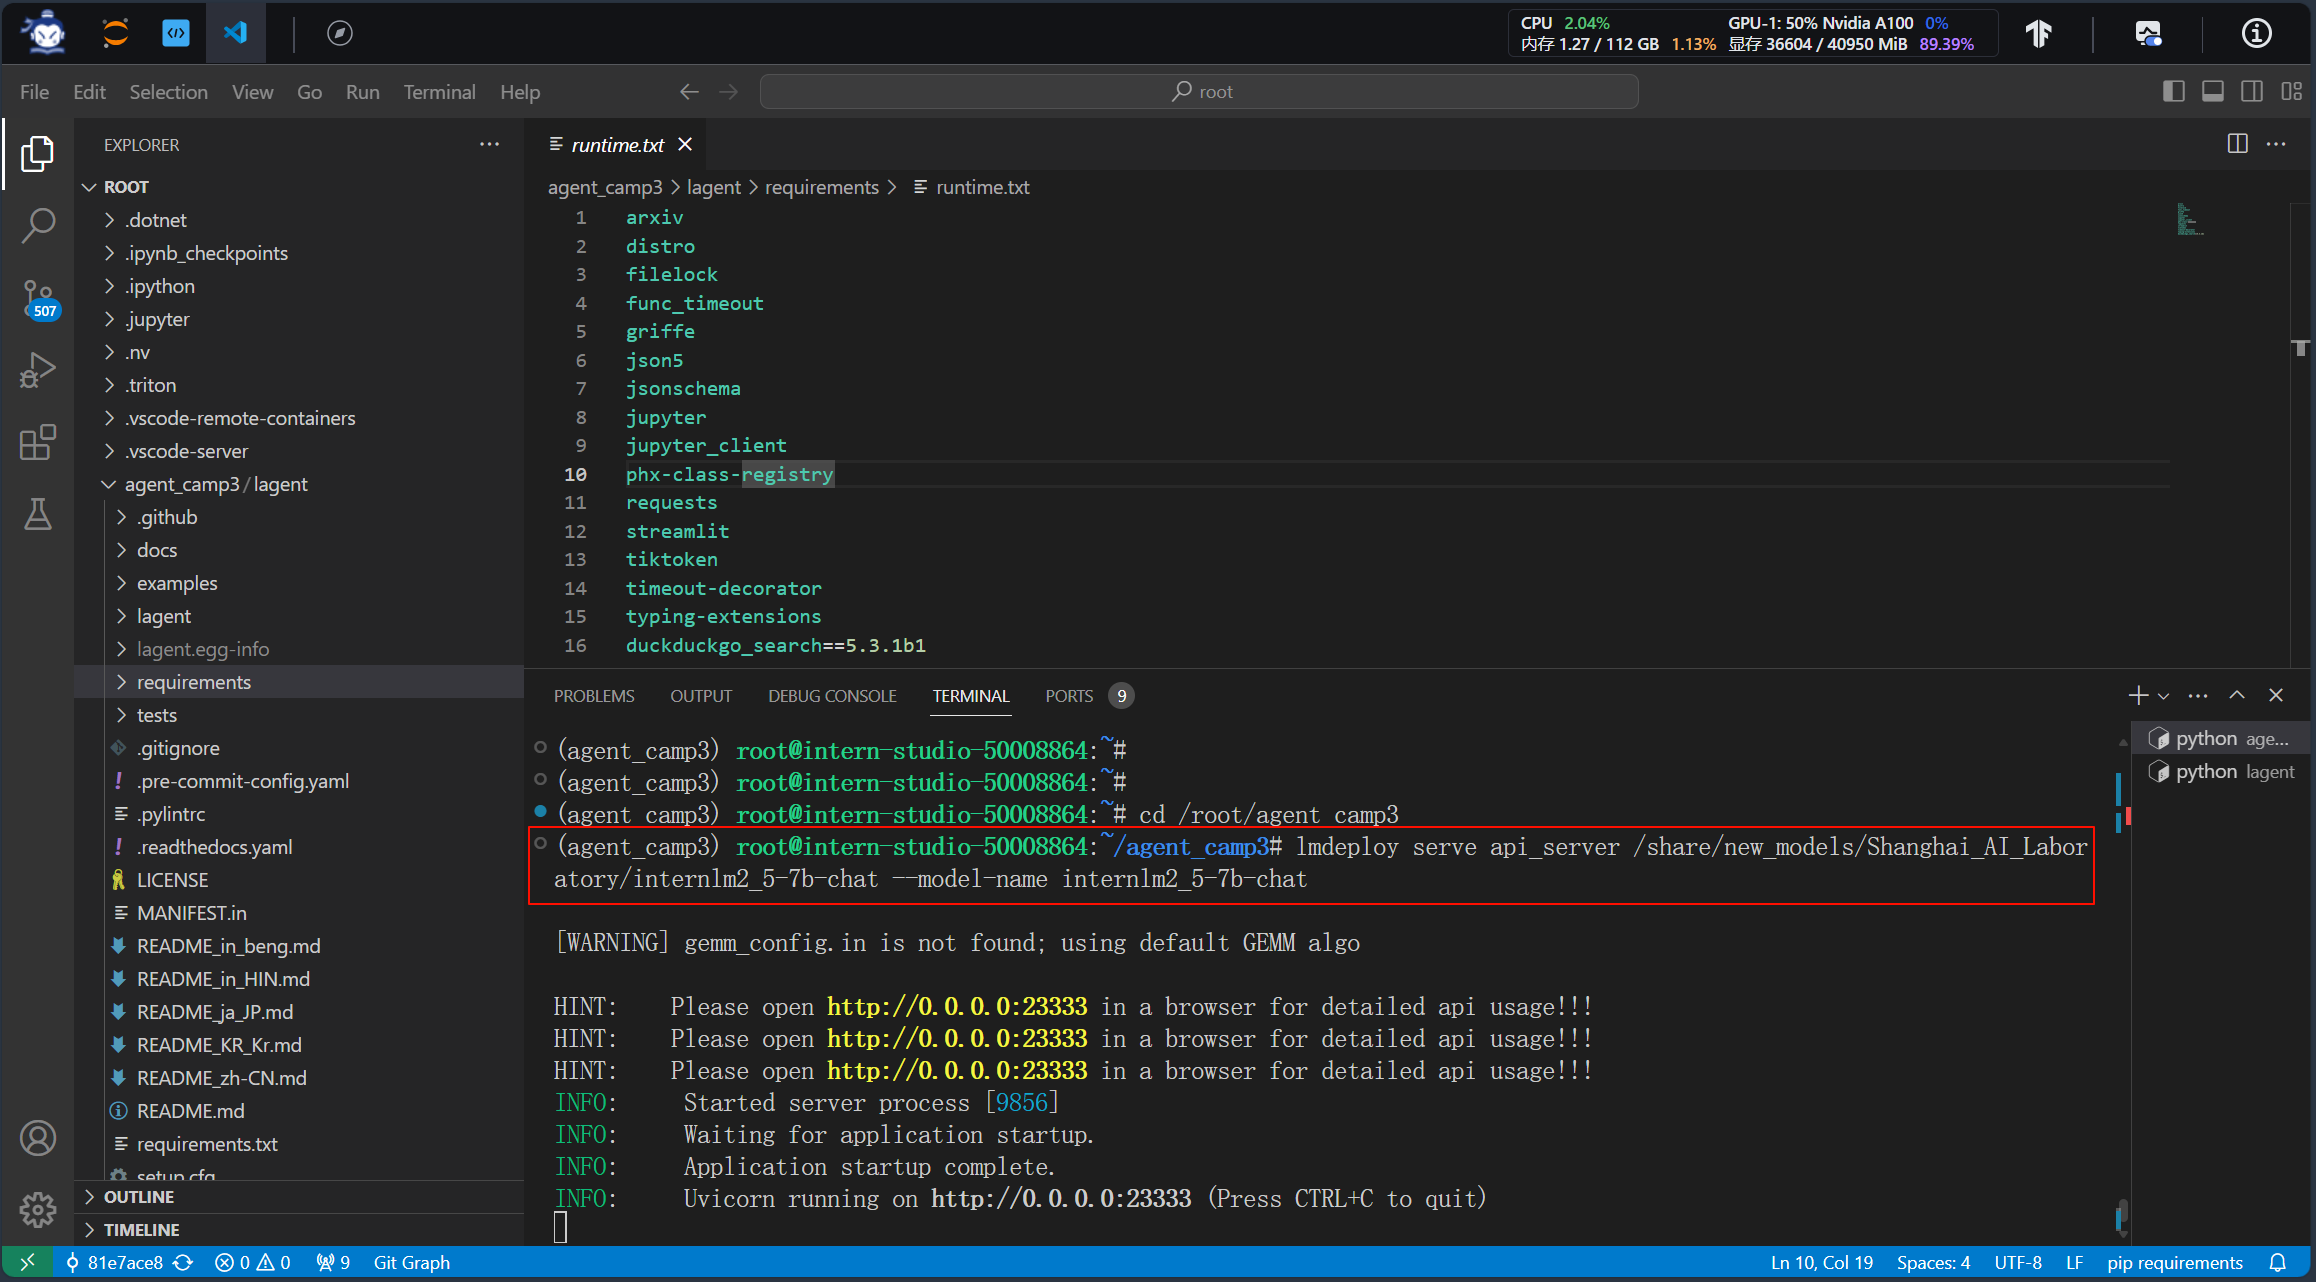 CPU 2.04% GPU-1: 50% Nvidia A100 0%
内存 1.27 / 112 GB 1.13% 显存 36604 / 40950 MiB 89.39%
File Edit Selection View Go Run Terminal Help
root
EXPLORER
ROOT
.dotnet
.ipynb_checkpoints
.ipython
.jupyter
.nv
.triton
.vscode-remote-containers
.vscode-server
agent_camp3 / lagent
.github
docs
examples
lagent
lagent.egg-info
requirements
tests
.gitignore
.pre-commit-config.yaml
.pylintrc
.readthedocs.yaml
LICENSE
MANIFEST.in
README_in_beng.md
README_in_HIN.md
README_ja_JP.md
README_KR_Kr.md
README_zh-CN.md
README.md
requirements.txt
setup.cfg
OUTLINE
TIMELINE
507
runtime.txt
agent_camp3 > lagent > requirements > runtime.txt
1 arxiv
2 distro
3 filelock
4 func_timeout
5 griffe
6 json5
7 jsonschema
8 jupyter
9 jupyter_client
10 phx-class-registry
11 requests
12 streamlit
13 tiktoken
14 timeout-decorator
15 typing-extensions
16 duckduckgo_search==5.3.1b1
PROBLEMS OUTPUT DEBUG CONSOLE TERMINAL PORTS 9
(agent_camp3) root@intern-studio-50008864:~#
(agent_camp3) root@intern-studio-50008864:~#
(agent_camp3) root@intern-studio-50008864:~# cd /root/agent_camp3
(agent_camp3) root@intern-studio-50008864:~/agent_camp3# lmdeploy serve api_server /share/new_models/Shanghai_AI_Labor
atory/internlm2_5-7b-chat --model-name internlm2_5-7b-chat
[WARNING] gemm_config.in is not found; using default GEMM algo
HINT: Please open http://0.0.0.0:23333 in a browser for detailed api usage!!!
HINT: Please open http://0.0.0.0:23333 in a browser for detailed api usage!!!
HINT: Please open http://0.0.0.0:23333 in a browser for detailed api usage!!!
INFO: Started server process [9856]
INFO: Waiting for application startup.
INFO: Application startup complete.
INFO: Uvicorn running on http://0.0.0.0:23333 (Press CTRL+C to quit)
python age...
python lagent
81e7ace8 0 0 9 Git Graph
Ln 10, Col 19 Spaces: 4 UTF-8 LF pip requirements